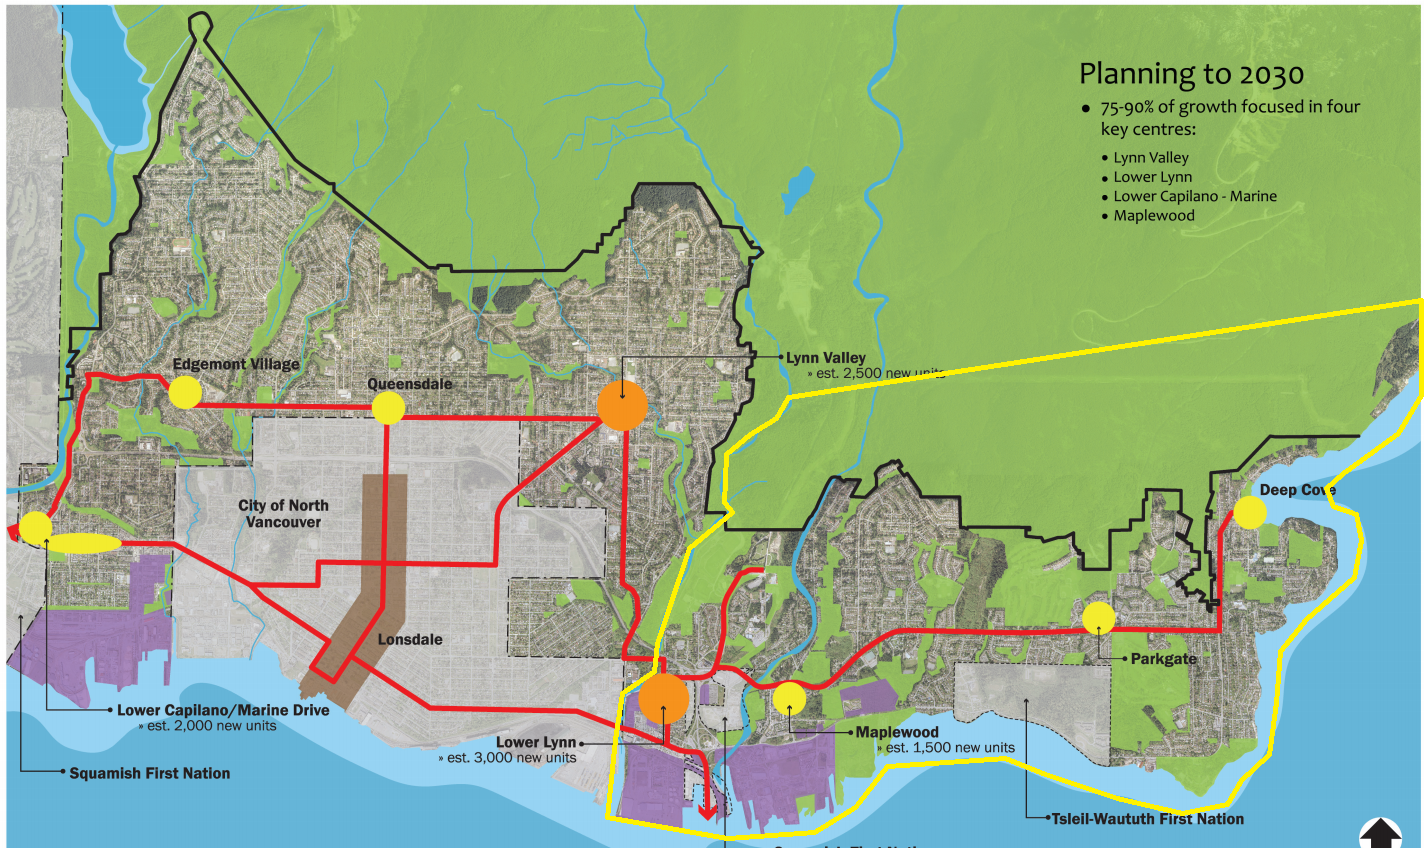 Planning to 2030
• 75-90% of growth focused in four
key centres:
• Lynn Valley
• Lower Lynn
• Lower Capilano - Marine
• Maplewood
Edgemont Village
Queensdale
Lynn Valley
» est. 2,500 new units
City of North
Vancouver
Deep Cove
Lonsdale
Parkgate
Lower Capilano/Marine Drive
» est. 2,000 new units
Lower Lynn
» est. 3,000 new units
Maplewood
» est. 1,500 new units
Squamish First Nation
Tsleil-Waututh First Nation